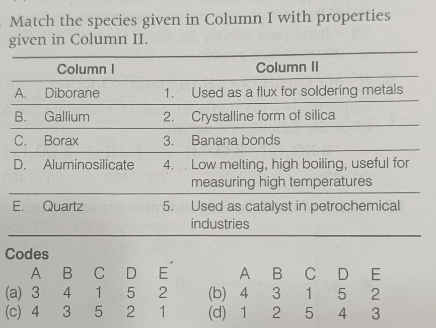 Match the species given in Column I with properties
given in Column II.
Column I Column II
A. Diborane 1. Used as a flux for soldering metals
B. Gallium 2. Crystalline form of silica
C. Borax 3. Banana bonds
D. Aluminosilicate 4. Low melting, high boiling, useful for
measuring high temperatures
E. Quartz 5. Used as catalyst in petrochemical
industries
Codes
A B C D E A B C D E
(a) 3 4 1 5 2 (b) 4 3 1 5 2
(c) 4 3 5 2 1 (d) 1 2 5 4 3